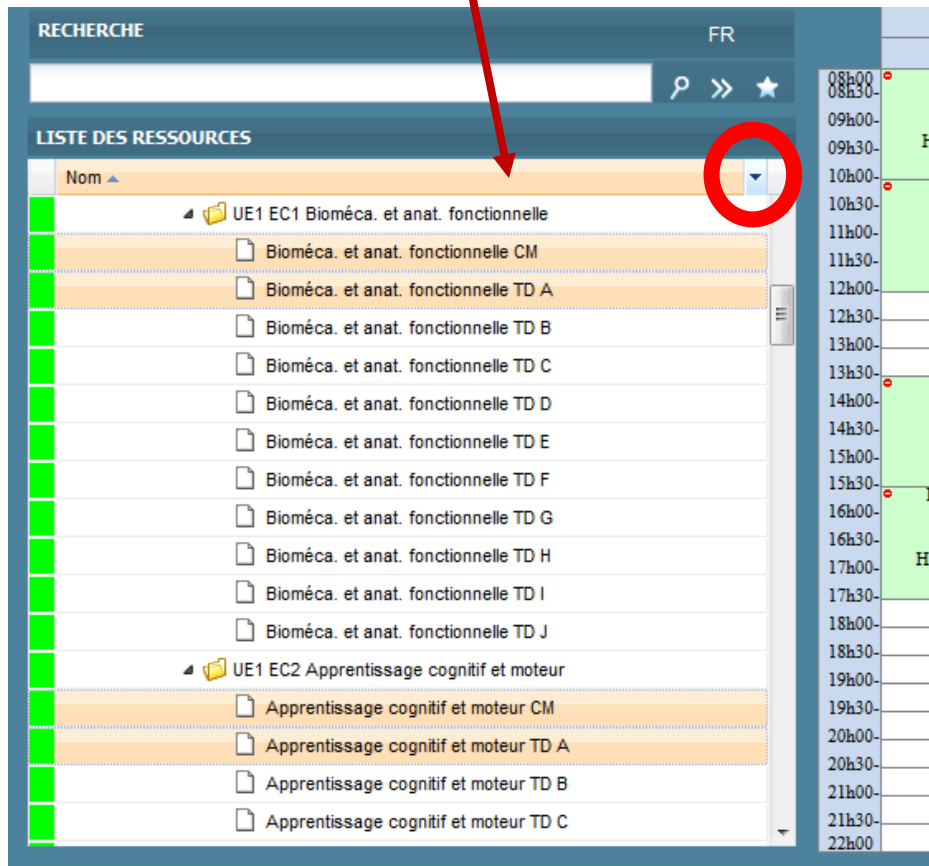 RECHERCHE FR
LISTE DES RESSOURCES
Nom
UE1 EC1 Bioméca. et anat. fonctionnelle
Bioméca. et anat. fonctionnelle CM
Bioméca. et anat. fonctionnelle TD A
Bioméca. et anat. fonctionnelle TD B
Bioméca. et anat. fonctionnelle TD C
Bioméca. et anat. fonctionnelle TD D
Bioméca. et anat. fonctionnelle TD E
Bioméca. et anat. fonctionnelle TD F
Bioméca. et anat. fonctionnelle TD G
Bioméca. et anat. fonctionnelle TD H
Bioméca. et anat. fonctionnelle TD I
Bioméca. et anat. fonctionnelle TD J
UE1 EC2 Apprentissage cognitif et moteur
Apprentissage cognitif et moteur CM
Apprentissage cognitif et moteur TD A
Apprentissage cognitif et moteur TD B
Apprentissage cognitif et moteur TD C
08h00
08h30-
09h00-
09h30-
10h00-
10h30-
11h00-
11h30-
12h00-
12h30-
13h00-
13h30-
14h00-
14h30-
15h00-
15h30-
16h00-
16h30-
17h00-
17h30-
18h00-
18h30-
19h00-
19h30-
20h00-
20h30-
21h00-
21h30-
22h00